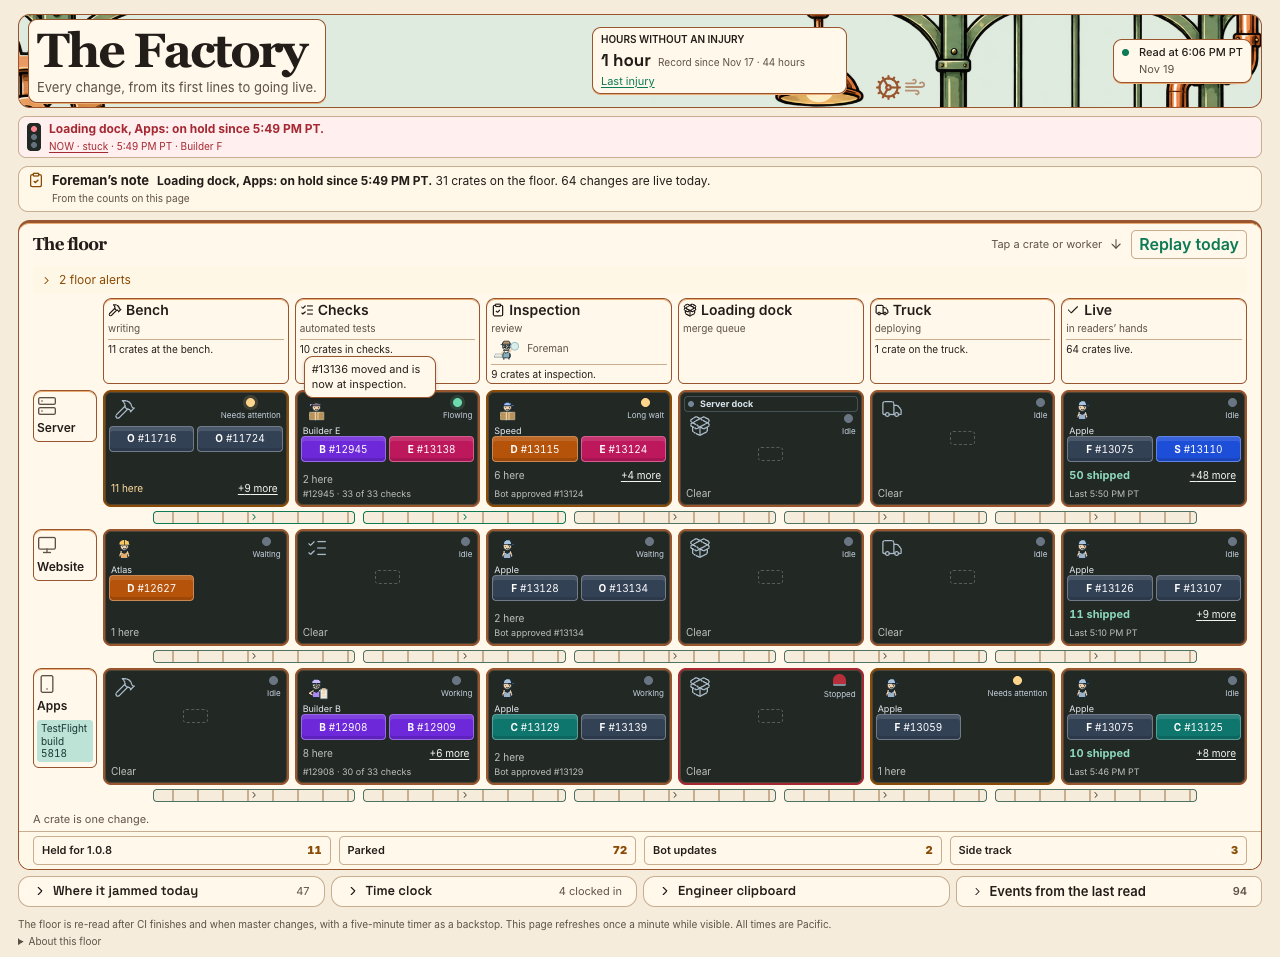 The Factory
Every change, from its first lines to going live.
HOURS WITHOUT AN INJURY
1 hour Record since Nov 17 · 44 hours
Last injury
Read at 6:06 PM PT
Nov 19
Loading dock, Apps: on hold since 5:49 PM PT.
NOW · stuck · 5:49 PM PT · Builder F
Foreman’s note Loading dock, Apps: on hold since 5:49 PM PT. 31 crates on the floor. 64 changes are live today.
From the counts on this page
The floor
Tap a crate or worker ↓
Replay today
2 floor alerts
Bench
writing
11 crates at the bench.
Checks
automated tests
10 crates in checks.
Inspection
review
Foreman
9 crates at inspection.
Loading dock
merge queue
Truck
deploying
1 crate on the truck.
Live
in readers’ hands
64 crates live.
#13136 moved and is
now at inspection.
Server
Needs attention
O #11716 O #11724
11 here +9 more
Flowing
Builder E
B #12945 E #13138
2 here
#12945 · 33 of 33 checks
Long wait
Speed
D #13115 E #13124
6 here +4 more
Bot approved #13124
Server dock
Idle
Clear
Idle
Clear
Idle
Apple
F #13075 S #13110
50 shipped +48 more
Last 5:50 PM PT
Website
Waiting
Atlas
D #12627
1 here
Idle
Clear
Waiting
Apple
F #13128 O #13134
2 here
Bot approved #13134
Idle
Clear
Idle
Clear
Idle
Apple
F #13126 F #13107
11 shipped +9 more
Last 5:10 PM PT
Apps
TestFlight
build
5818
Idle
Clear
Working
Builder B
B #12908 B #12909
8 here +6 more
#12908 · 30 of 33 checks
Working
Apple
C #13129 F #13139
2 here
Bot approved #13129
Stopped
Clear
Needs attention
Apple
F #13059
1 here
Idle
Apple
F #13075 C #13125
10 shipped +8 more
Last 5:46 PM PT
A crate is one change.
Held for 1.0.8 11
Parked 72
Bot updates 2
Side track 3
Where it jammed today 47
Time clock 4 clocked in
Engineer clipboard
Events from the last read 94
The floor is re-read after CI finishes and when master changes, with a five-minute timer as a backstop. This page refreshes once a minute while visible. All times are Pacific.
About this floor